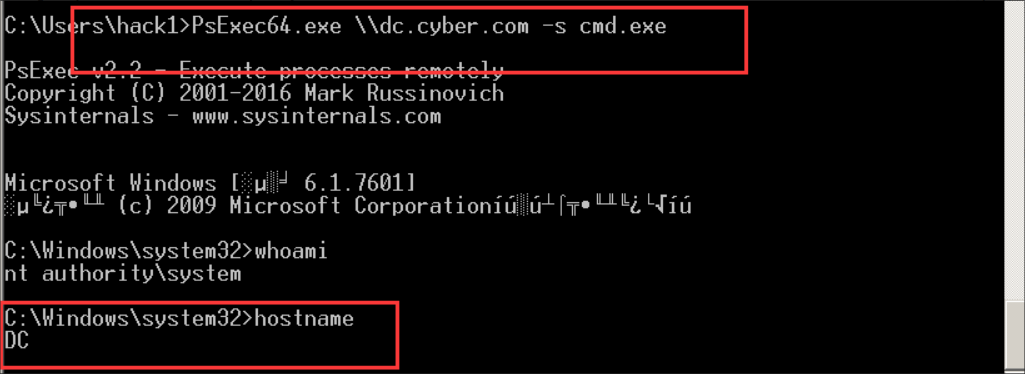 C:\Users\hack1>PsExec64.exe \\dc.cyber.com -s cmd.exe
PsExec v2.2 - Execute processes remotely
Copyright (C) 2001-2016 Mark Russinovich
Sysinternals - www.sysinternals.com
Microsoft Windows [░µ▒╛ 6.1.7601]
(c) 2009 Microsoft Corporation
C:\Windows\system32>whoami
nt authority\system
C:\Windows\system32>hostname
DC